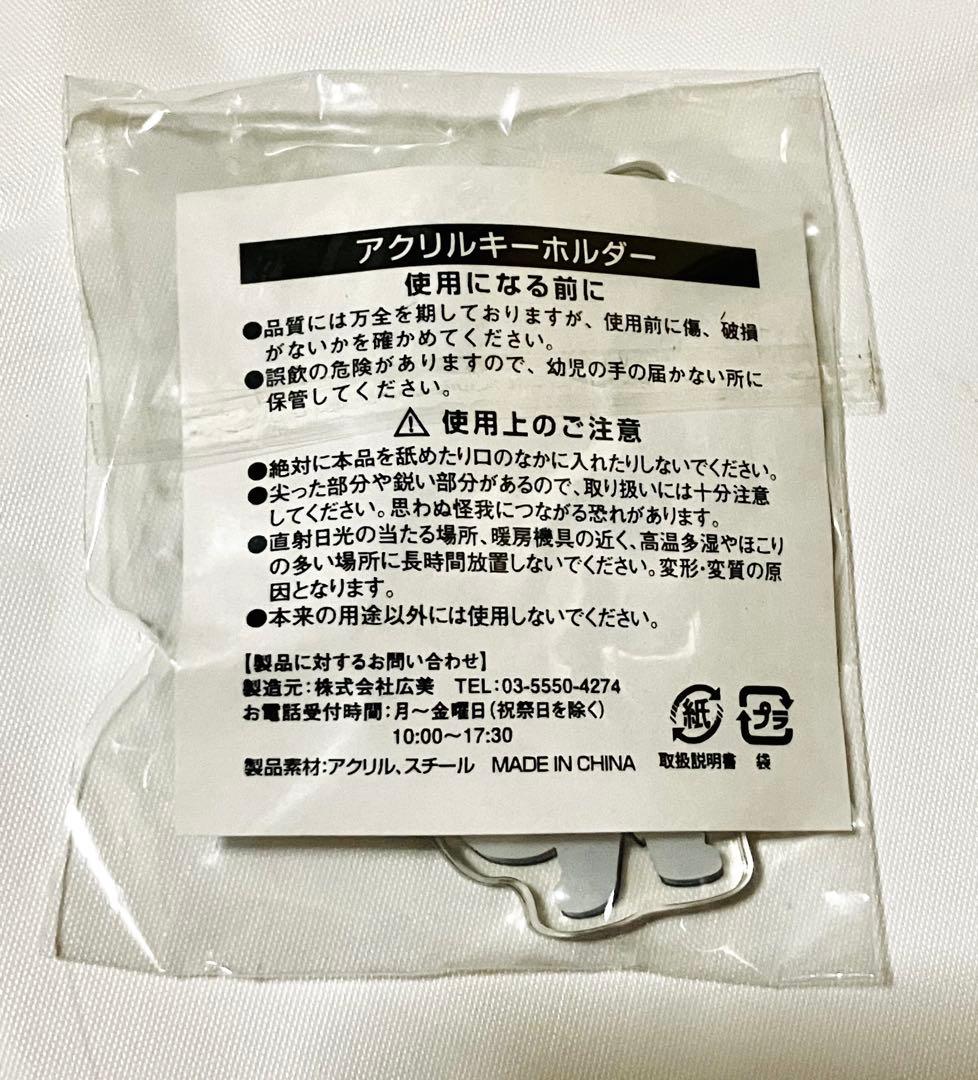 アクリルキーホルダー
使用になる前に
●品質には万全を期しておりますが、使用前に傷、破損
がないかを確かめてください。
●誤飲の危険がありますので、幼児の手の届かない所に
保管してください。
⚠ 使用上のご注意
●絶対に本品を舐めたり口のなかに入れたりしないでください。
●尖った部分や鋭い部分があるので、取り扱いには十分注意
してください。思わぬ怪我につながる恐れがあります。
●直射日光の当たる場所、暖房機具の近く、高温多湿やほこり
の多い場所に長時間放置しないでください。変形・変質の原
因となります。
●本来の用途以外には使用しないでください。
【製品に対するお問い合わせ】
製造元：株式会社広美 TEL：03-5550-4274
お電話受付時間：月～金曜日（祝祭日を除く）
10:00～17:30
製品素材：アクリル、スチール MADE IN CHINA
紙 プラ
取扱説明書 袋